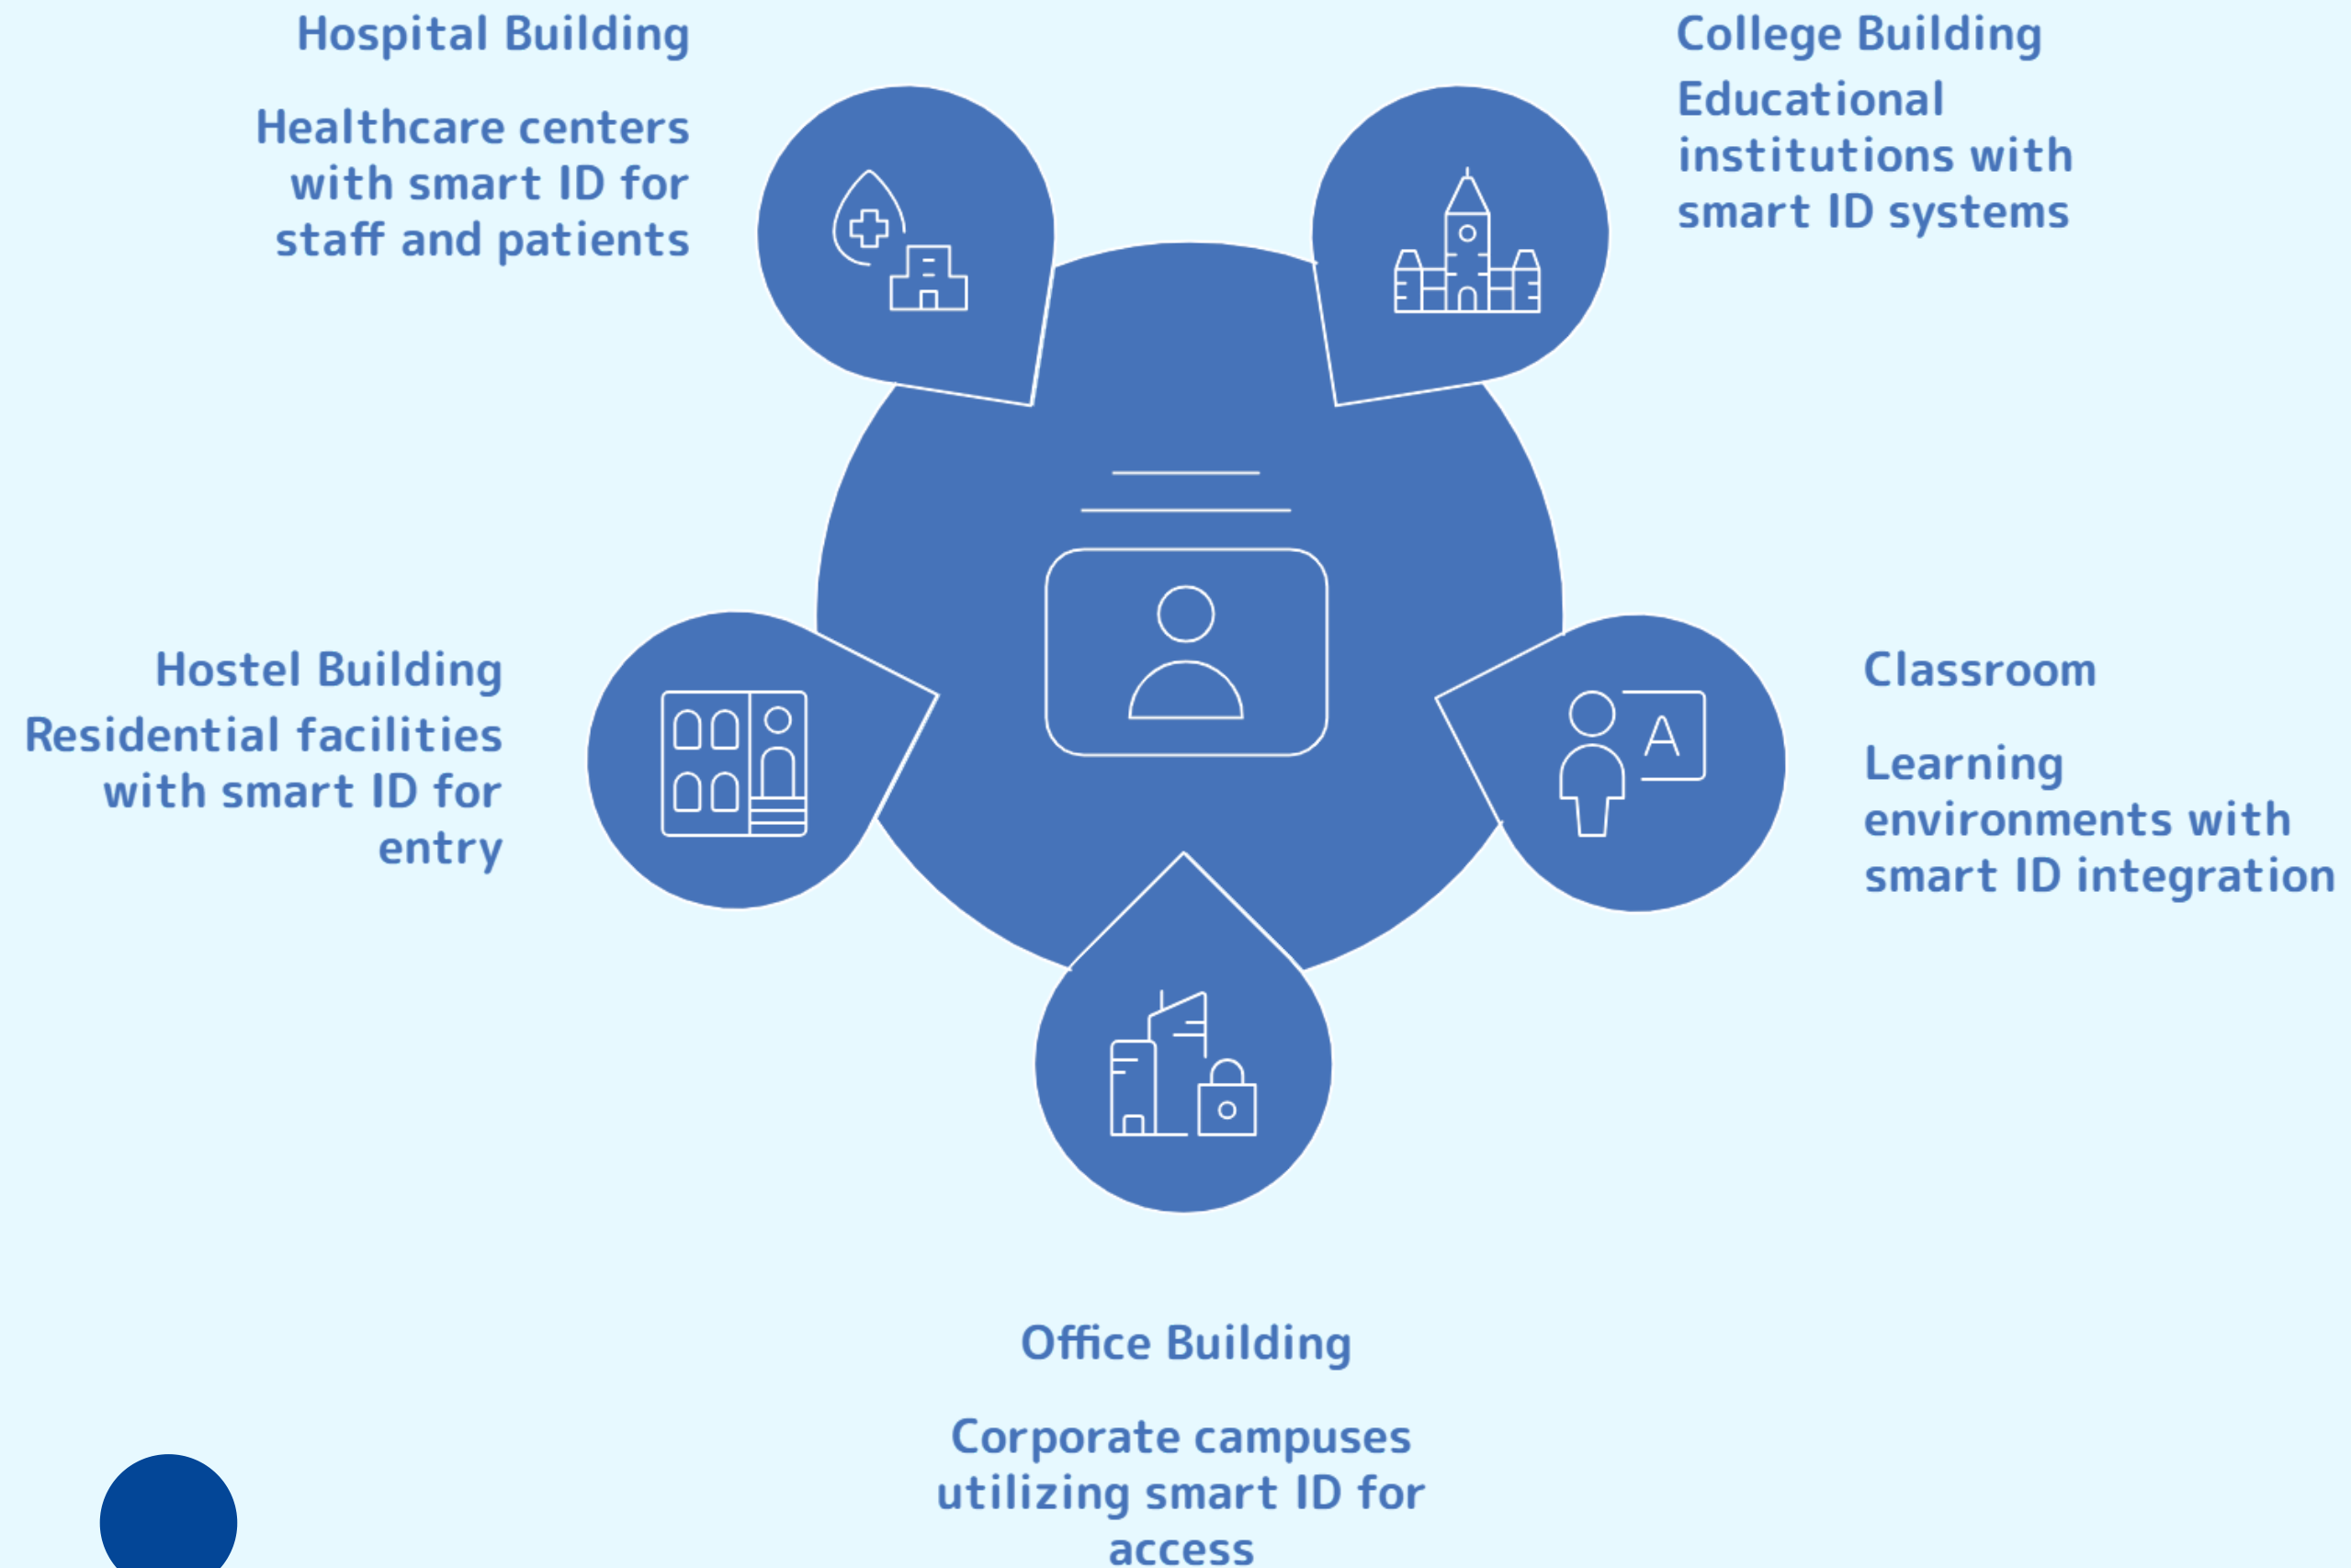 Hospital Building
Healthcare centers
with smart ID for
staff and patients
College Building
Educational
institutions with
smart ID systems
Hostel Building
Residential facilities
with smart ID for
entry
A
Classroom
Learning
environments with
smart ID integration
Office Building
Corporate campuses
utilizing smart ID for
access